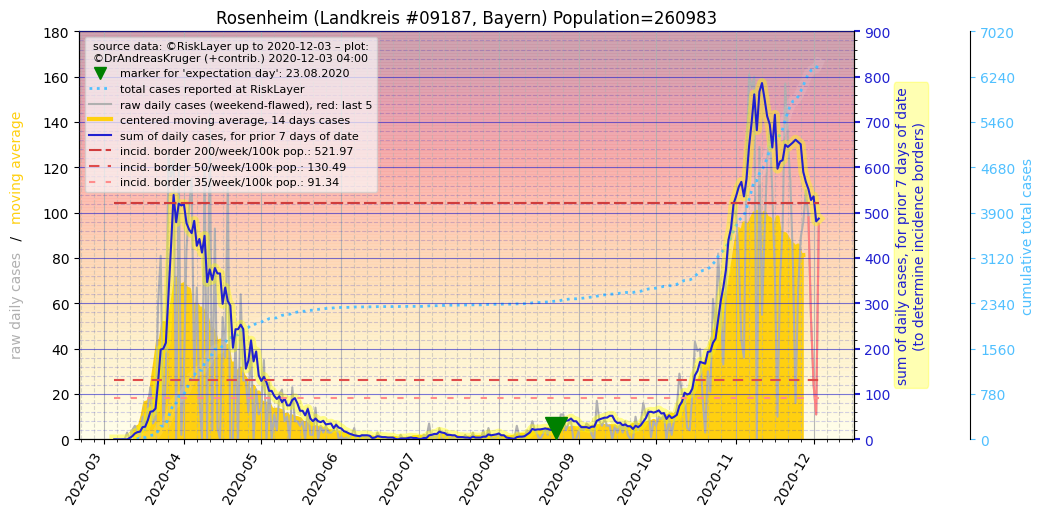 Rosenheim (Landkreis #09187, Bayern) Population=260983
source data: ©RiskLayer up to 2020-12-03 – plot:
©DrAndreasKruger (+contrib.) 2020-12-03 04:00
marker for 'expectation day': 23.08.2020
total cases reported at RiskLayer
raw daily cases (weekend-flawed), red: last 5
centered moving average, 14 days cases
sum of daily cases, for prior 7 days of date
incid. border 200/week/100k pop.: 521.97
incid. border 50/week/100k pop.: 130.49
incid. border 35/week/100k pop.: 91.34
raw daily cases / moving average
180
160
140
120
100
80
60
40
20
0
2020-03
2020-04
2020-05
2020-06
2020-07
2020-08
2020-09
2020-10
2020-11
2020-12
900
800
700
600
500
400
300
200
100
0
sum of daily cases, for prior 7 days of date
(to determine incidence borders)
7020
6240
5460
4680
3900
3120
2340
1560
780
0
cumulative total cases